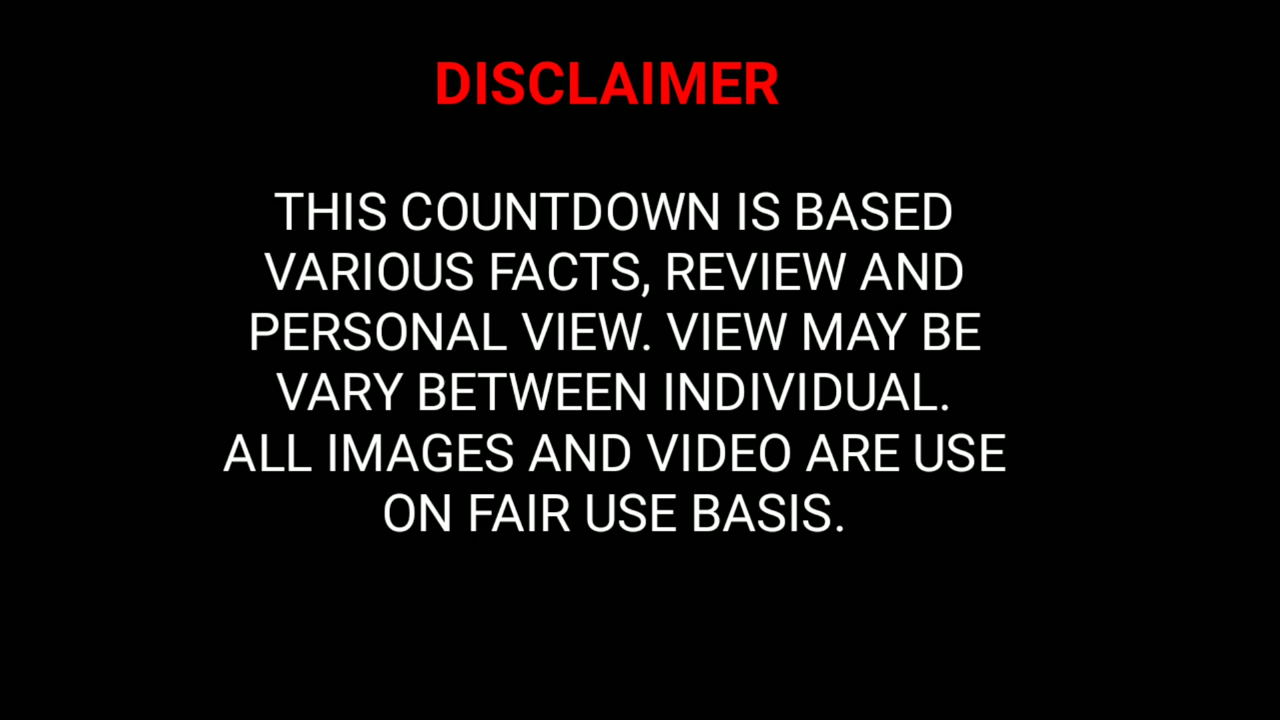 DISCLAIMER
THIS COUNTDOWN IS BASED
VARIOUS FACTS, REVIEW AND
PERSONAL VIEW. VIEW MAY BE
VARY BETWEEN INDIVIDUAL.
ALL IMAGES AND VIDEO ARE USE
ON FAIR USE BASIS.